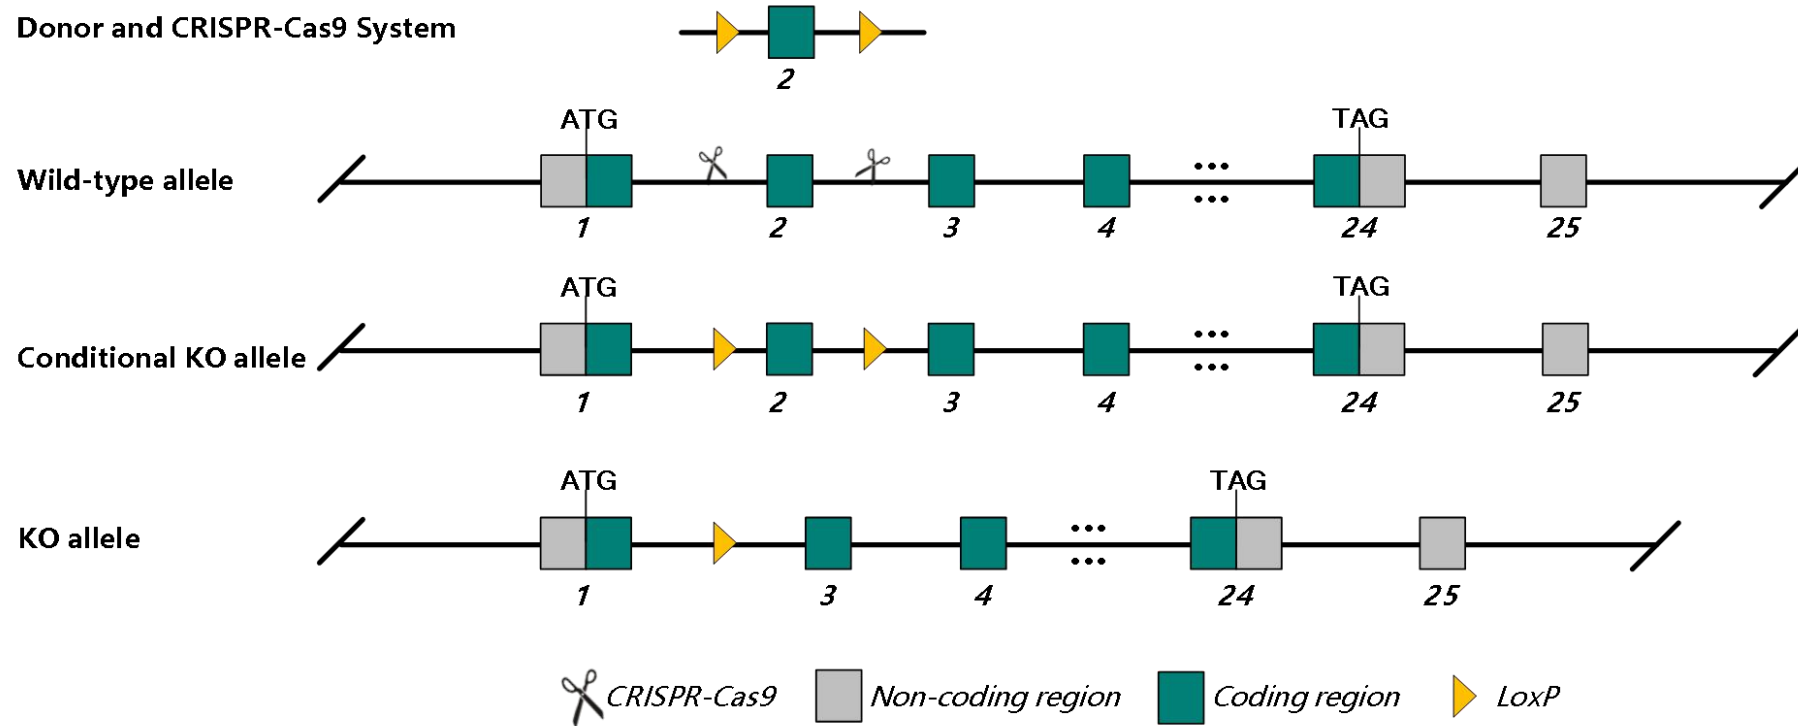 Donor and CRISPR-Cas9 System
2
ATG TAG
Wild-type allele
1 2 3 4 ... ... 24 25
ATG TAG
Conditional KO allele
1 2 3 4 ... ... 24 25
ATG TAG
KO allele
1 3 4 ... ... 24 25
CRISPR-Cas9 Non-coding region Coding region LoxP